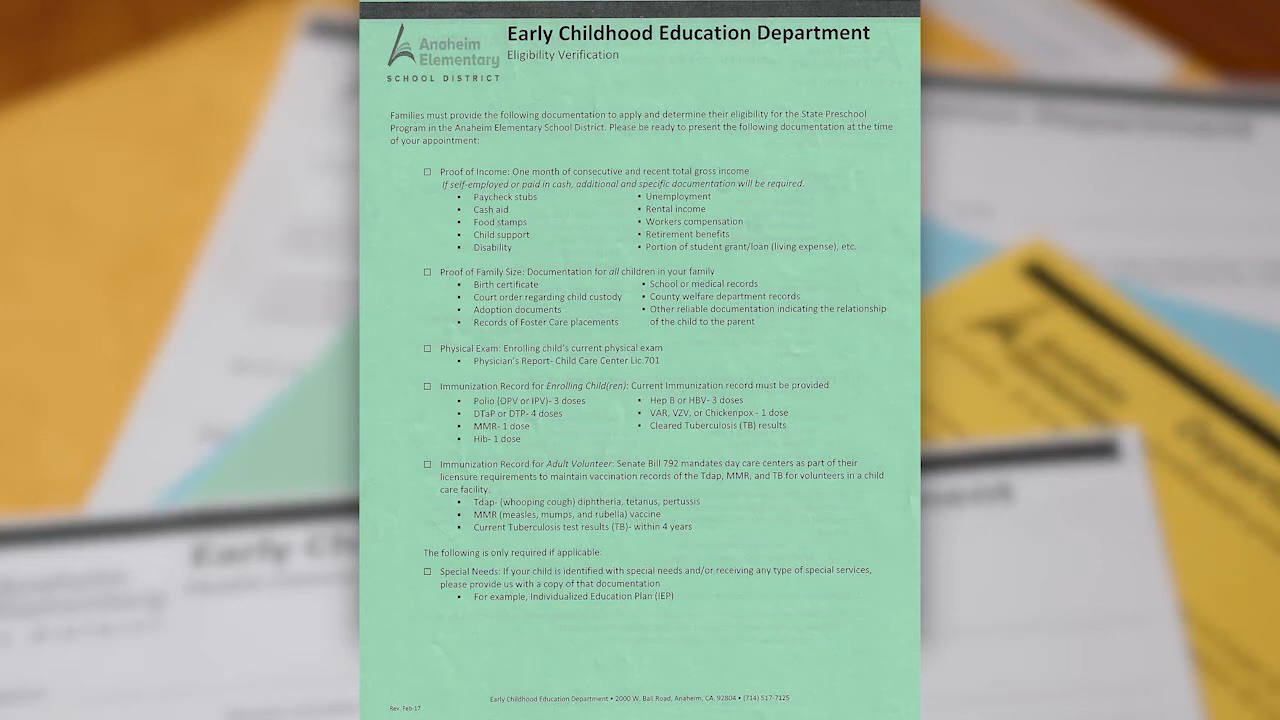 Anaheim
Elementary
SCHOOL DISTRICT
Early Childhood Education Department
Eligibility Verification
Families must provide the following documentation to apply and determine their eligibility for the State Preschool
Program in the Anaheim Elementary School District. Please be ready to present the following documentation at the time
of your appointment:
☐ Proof of Income: One month of consecutive and recent total gross income
If self-employed or paid in cash, additional and specific documentation will be required.
▪ Paycheck stubs
▪ Cash aid
▪ Food stamps
▪ Child support
▪ Disability
▪ Unemployment
▪ Rental income
▪ Workers compensation
▪ Retirement benefits
▪ Portion of student grant/loan (living expense), etc.
☐ Proof of Family Size: Documentation for all children in your family
▪ Birth certificate
▪ Court order regarding child custody
▪ Adoption documents
▪ Records of Foster Care placements
▪ School or medical records
▪ County welfare department records
▪ Other reliable documentation indicating the relationship
of the child to the parent
☐ Physical Exam: Enrolling child's current physical exam
▪ Physician's Report- Child Care Center Lic.701
☐ Immunization Record for Enrolling Child(ren): Current Immunization record must be provided
▪ Polio (OPV or IPV)- 3 doses
▪ DTaP or DTP- 4 doses
▪ MMR- 1 dose
▪ Hib- 1 dose
▪ Hep B or HBV- 3 doses
▪ VAR, VZV, or Chickenpox - 1 dose
▪ Cleared Tuberculosis (TB) results
☐ Immunization Record for Adult Volunteer: Senate Bill 792 mandates day care centers as part of their
licensure requirements to maintain vaccination records of the Tdap, MMR, and TB for volunteers in a child
care facility.
▪ Tdap- (whooping cough) diphtheria, tetanus, pertussis
▪ MMR (measles, mumps, and rubella) vaccine
▪ Current Tuberculosis test results (TB)- within 4 years
The following is only required if applicable:
☐ Special Needs: If your child is identified with special needs and/or receiving any type of special services,
please provide us with a copy of that documentation
▪ For example, Individualized Education Plan (IEP)
Early Childhood Education Department • 2000 W. Ball Road, Anaheim, CA. 92804 • (714) 517-7125
Rev. Feb-17
Early Ch